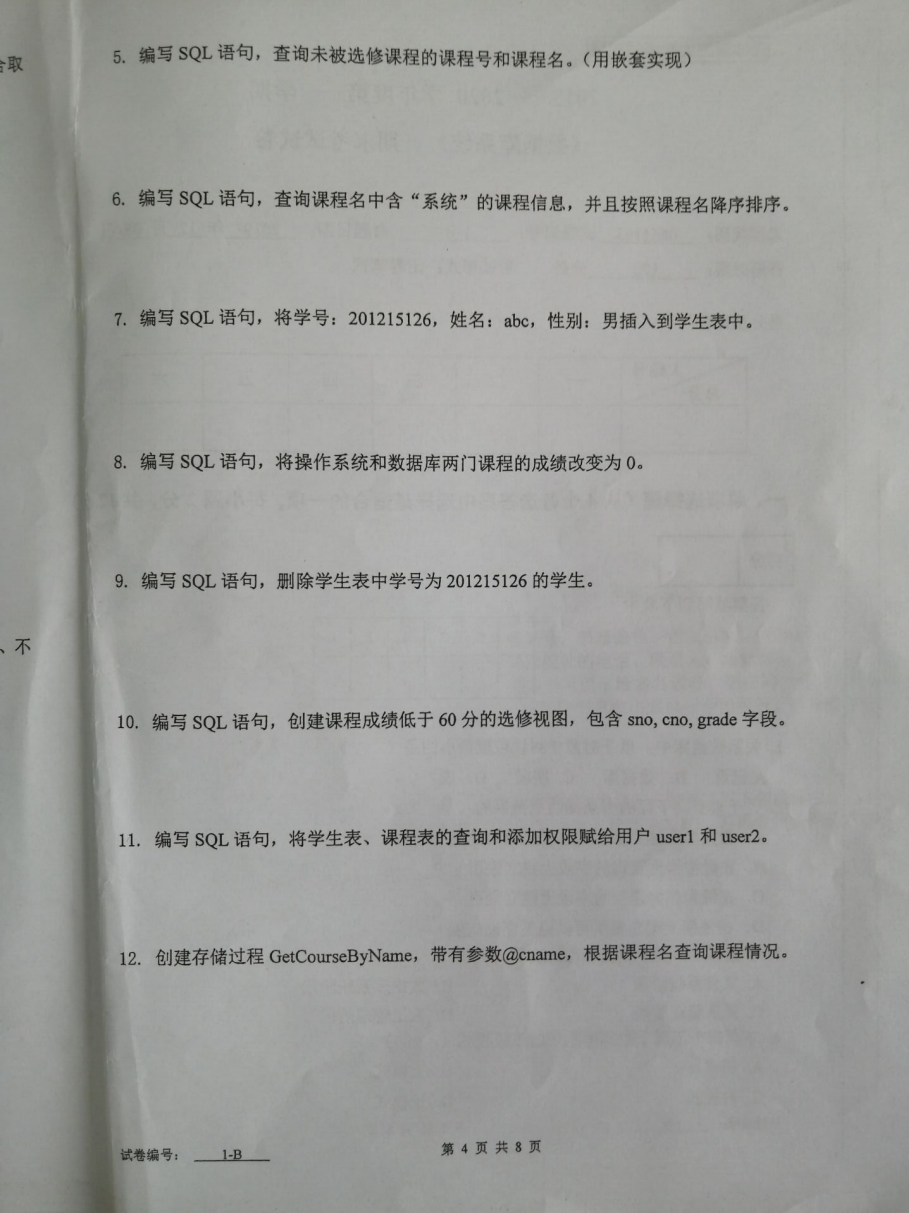 合取
5. 编写 SQL 语句，查询未被选修课程的课程号和课程名。（用嵌套实现）
6. 编写 SQL 语句，查询课程名中含“系统”的课程信息，并且按照课程名降序排序。
7. 编写 SQL 语句，将学号：201215126，姓名：abc，性别：男插入到学生表中。
8. 编写 SQL 语句，将操作系统和数据库两门课程的成绩改变为 0。
9. 编写 SQL 语句，删除学生表中学号为 201215126 的学生。
、不
10. 编写 SQL 语句，创建课程成绩低于 60 分的选修视图，包含 sno, cno, grade 字段。
11. 编写 SQL 语句，将学生表、课程表的查询和添加权限赋给用户 user1 和 user2。
12. 创建存储过程 GetCourseByName，带有参数@cname，根据课程名查询课程情况。
试卷编号： 1-B
第 4 页 共 8 页